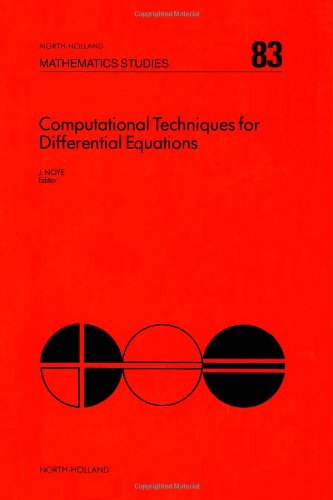 NORTH-HOLLAND
MATHEMATICS STUDIES
83
Computational Techniques for
Differential Equations
J. NOYE
Editor
NORTH-HOLLAND